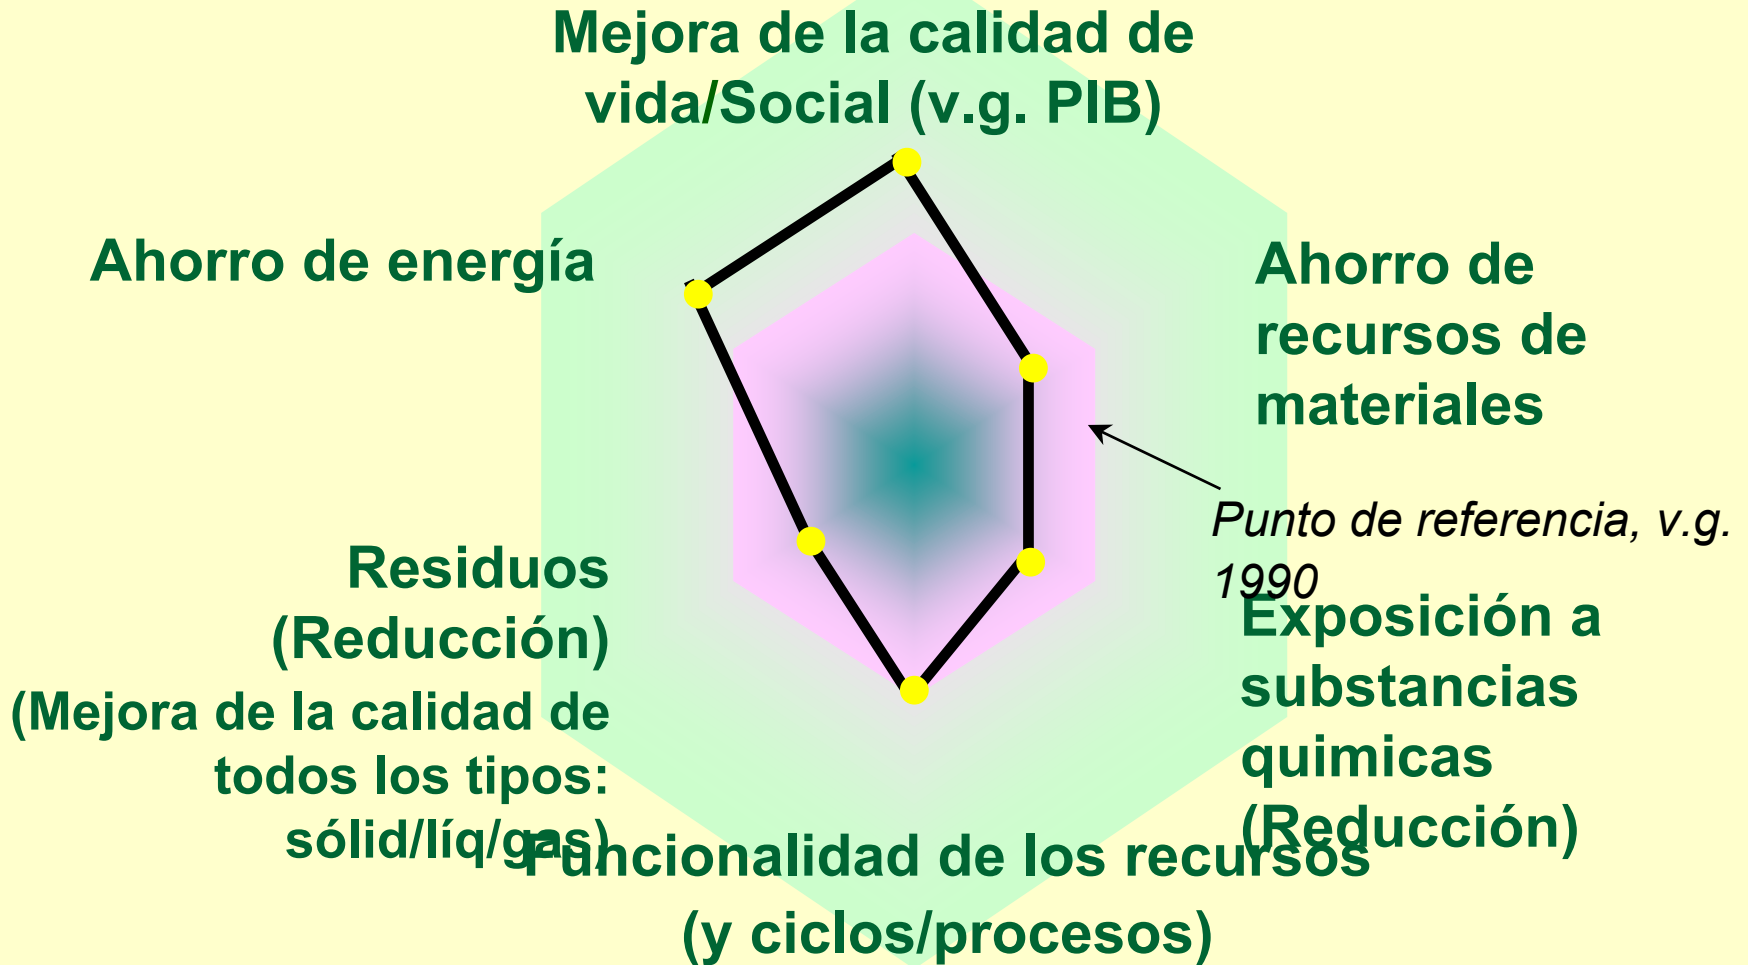 Mejora de la calidad de
vida/Social (v.g. PIB)
Ahorro de energía
Ahorro de
recursos de
materiales
Punto de referencia, v.g.
1990
Residuos
(Reducción)
(Mejora de la calidad de
todos los tipos:
sólid/líq/gas)
Exposición a
substancias
quimicas
(Reducción)
Funcionalidad de los recursos
(y ciclos/procesos)